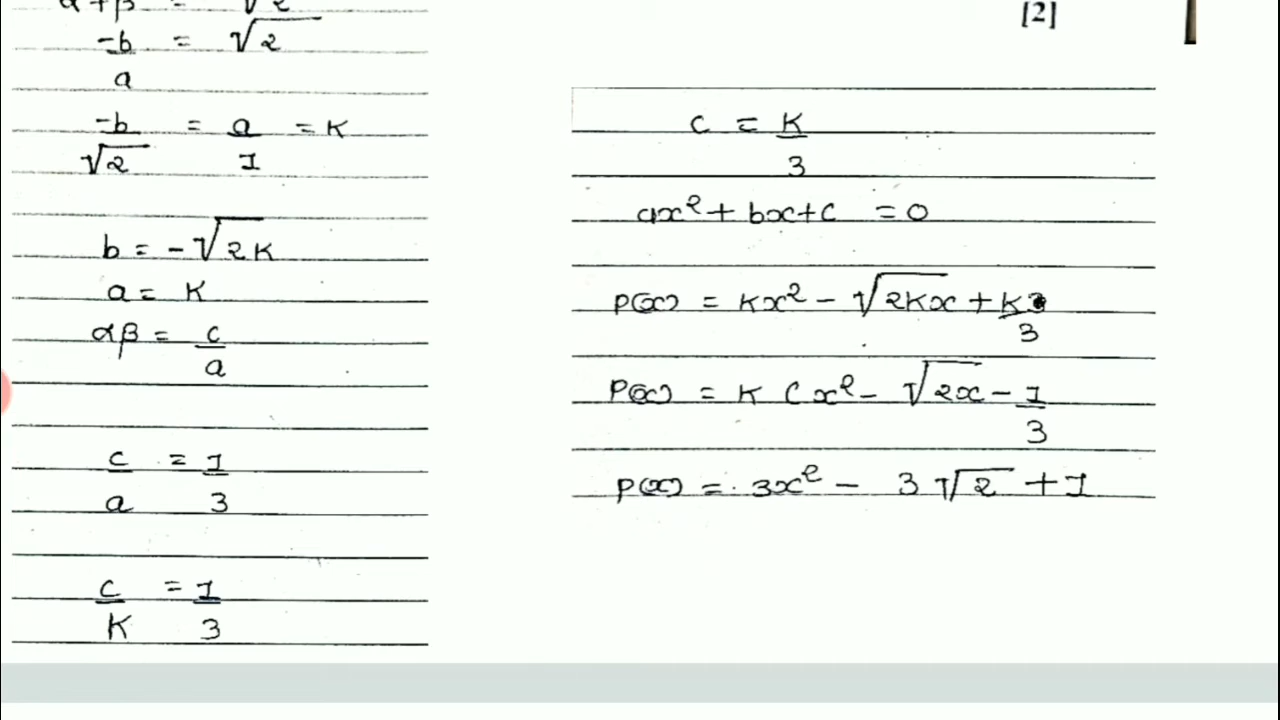 α+β = √2
-b/a = √2
-b/√2 = a/1 = K
b = -√2K
a = K
αβ = c/a
c/a = 1/3
c/K = 1/3
[2]
c = K/3
ax² + bx+c = 0
P(x) = Kx² - √2Kx + K/3
P(x) = K (x² - √2x - 1/3
P(x) = 3x² - 3√2 + 1